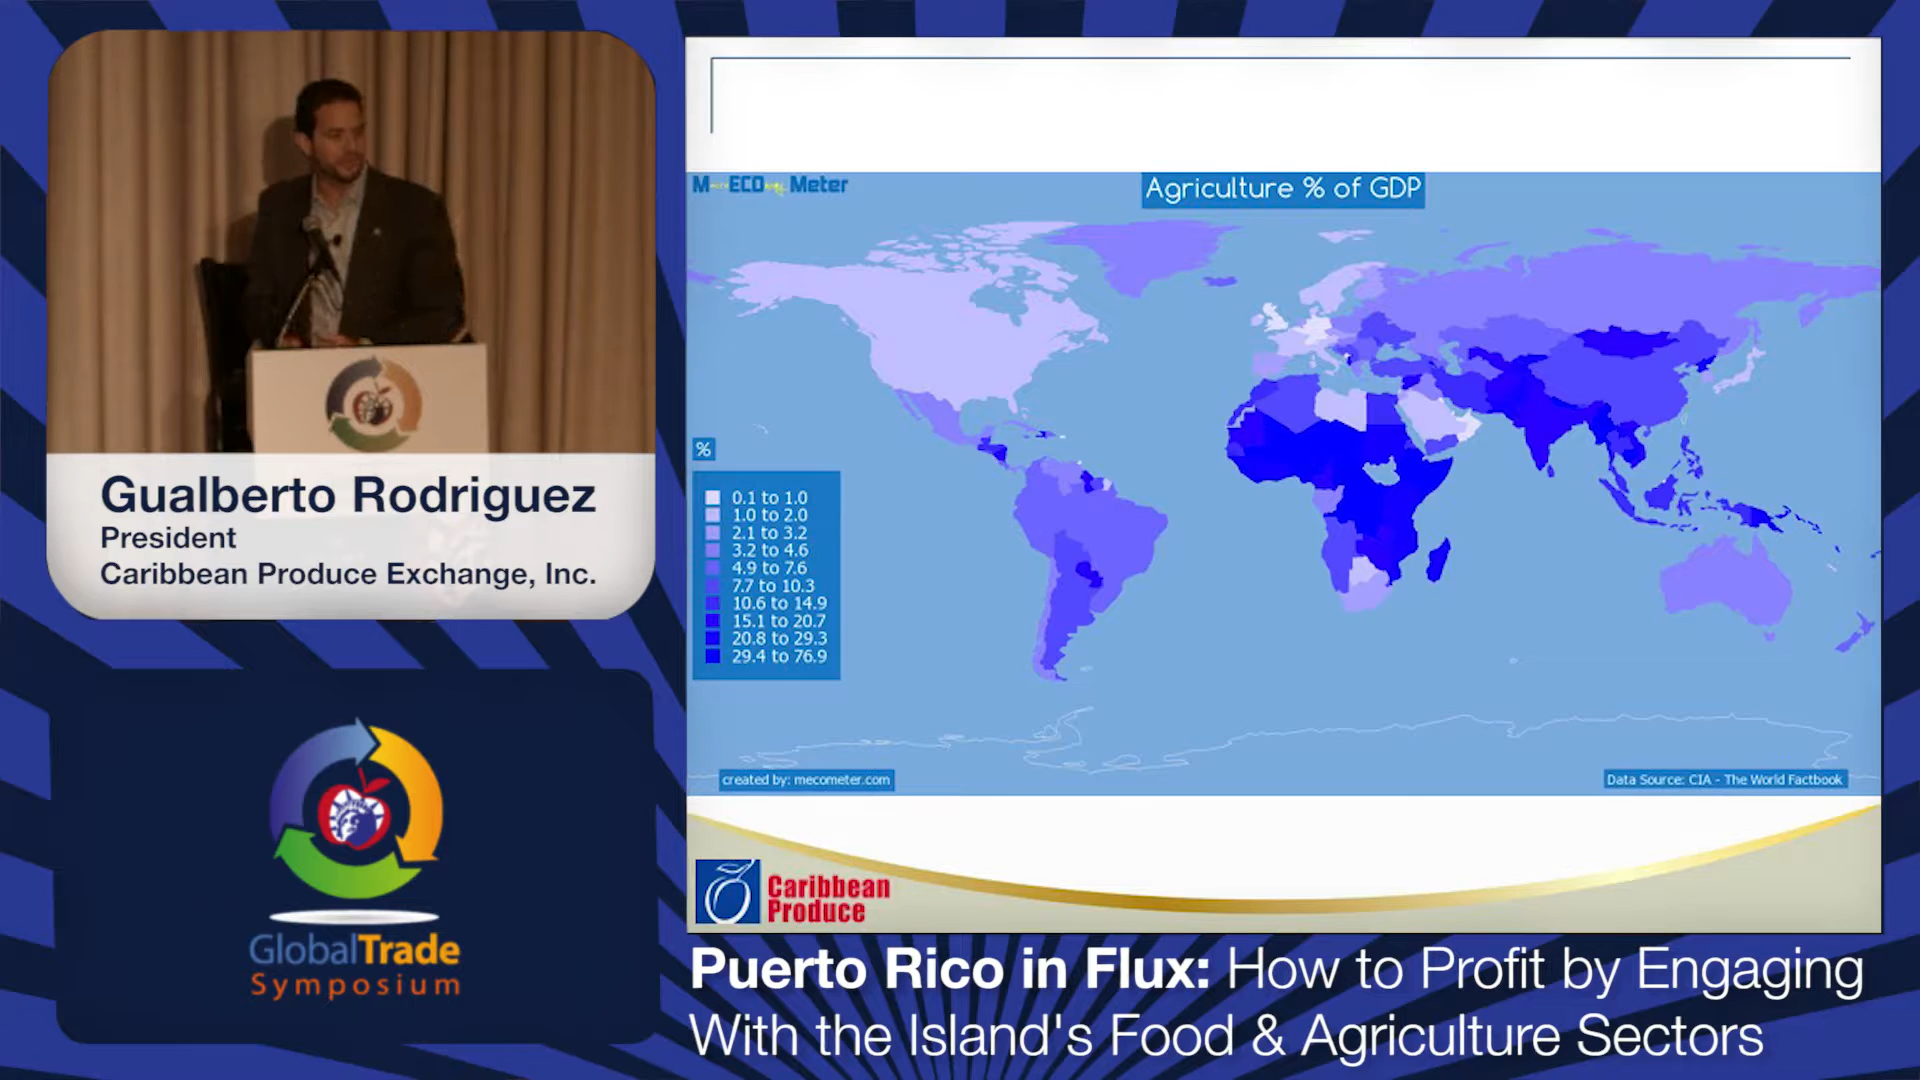 Gualberto Rodriguez
President
Caribbean Produce Exchange, Inc.
GlobalTrade
Symposium
Meter
Agriculture % of GDP
%
0.1 to 1.0
1.0 to 2.0
2.1 to 3.2
3.2 to 4.6
4.9 to 7.6
7.7 to 10.3
10.6 to 14.9
15.1 to 20.7
20.8 to 29.3
29.4 to 76.9
created by: mecometer.com
Data Source: CIA - The World Factbook
Caribbean
Produce
Puerto Rico in Flux: How to Profit by Engaging
With the Island's Food & Agriculture Sectors